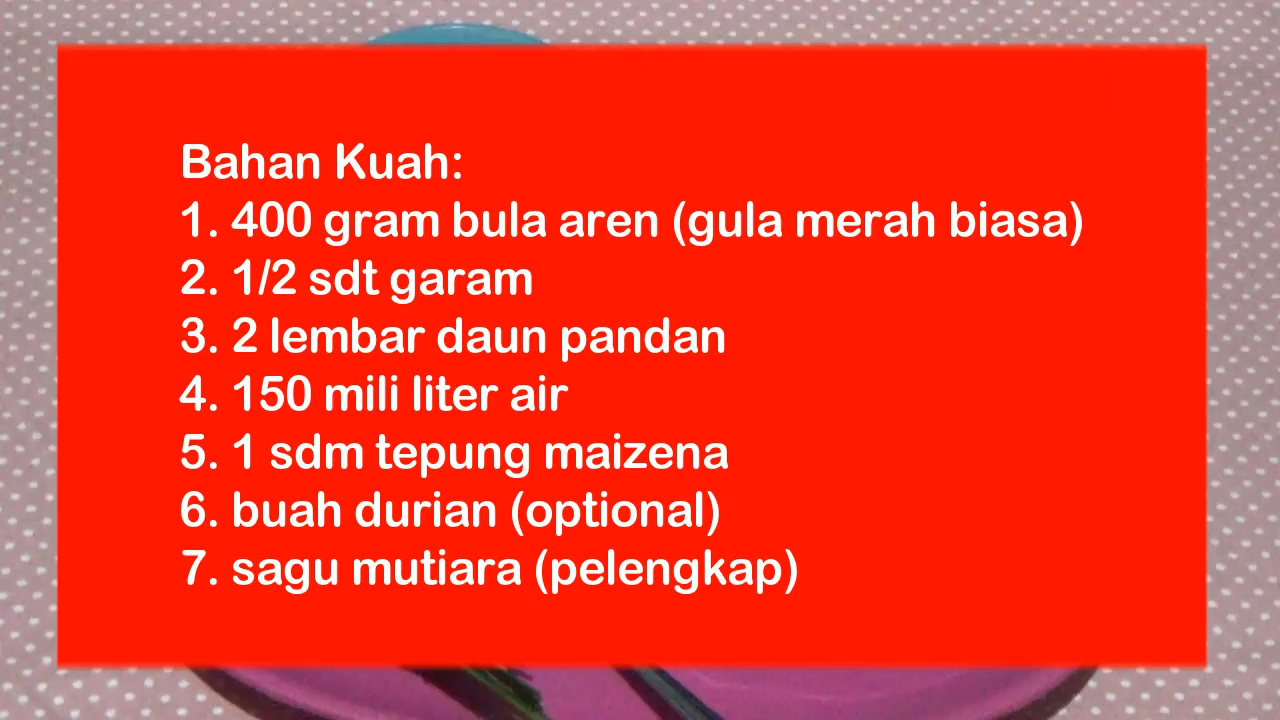 Bahan Kuah:
1. 400 gram bula aren (gula merah biasa)
2. 1/2 sdt garam
3. 2 lembar daun pandan
4. 150 mili liter air
5. 1 sdm tepung maizena
6. buah durian (optional)
7. sagu mutiara (pelengkap)